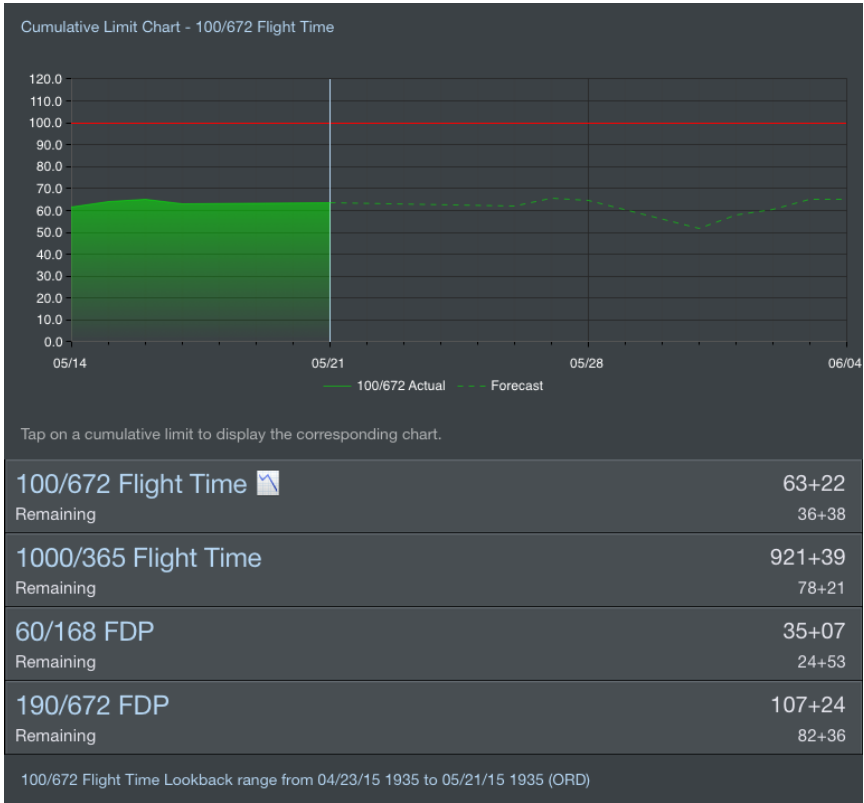 Cumulative Limit Chart - 100/672 Flight Time
120.0
110.0
100.0
90.0
80.0
70.0
60.0
50.0
40.0
30.0
20.0
10.0
0.0
05/14 05/21 05/28 06/04
100/672 Actual Forecast
Tap on a cumulative limit to display the corresponding chart.
100/672 Flight Time 63+22
Remaining 36+38
1000/365 Flight Time 921+39
Remaining 78+21
60/168 FDP 35+07
Remaining 24+53
190/672 FDP 107+24
Remaining 82+36
100/672 Flight Time Lookback range from 04/23/15 1935 to 05/21/15 1935 (ORD)